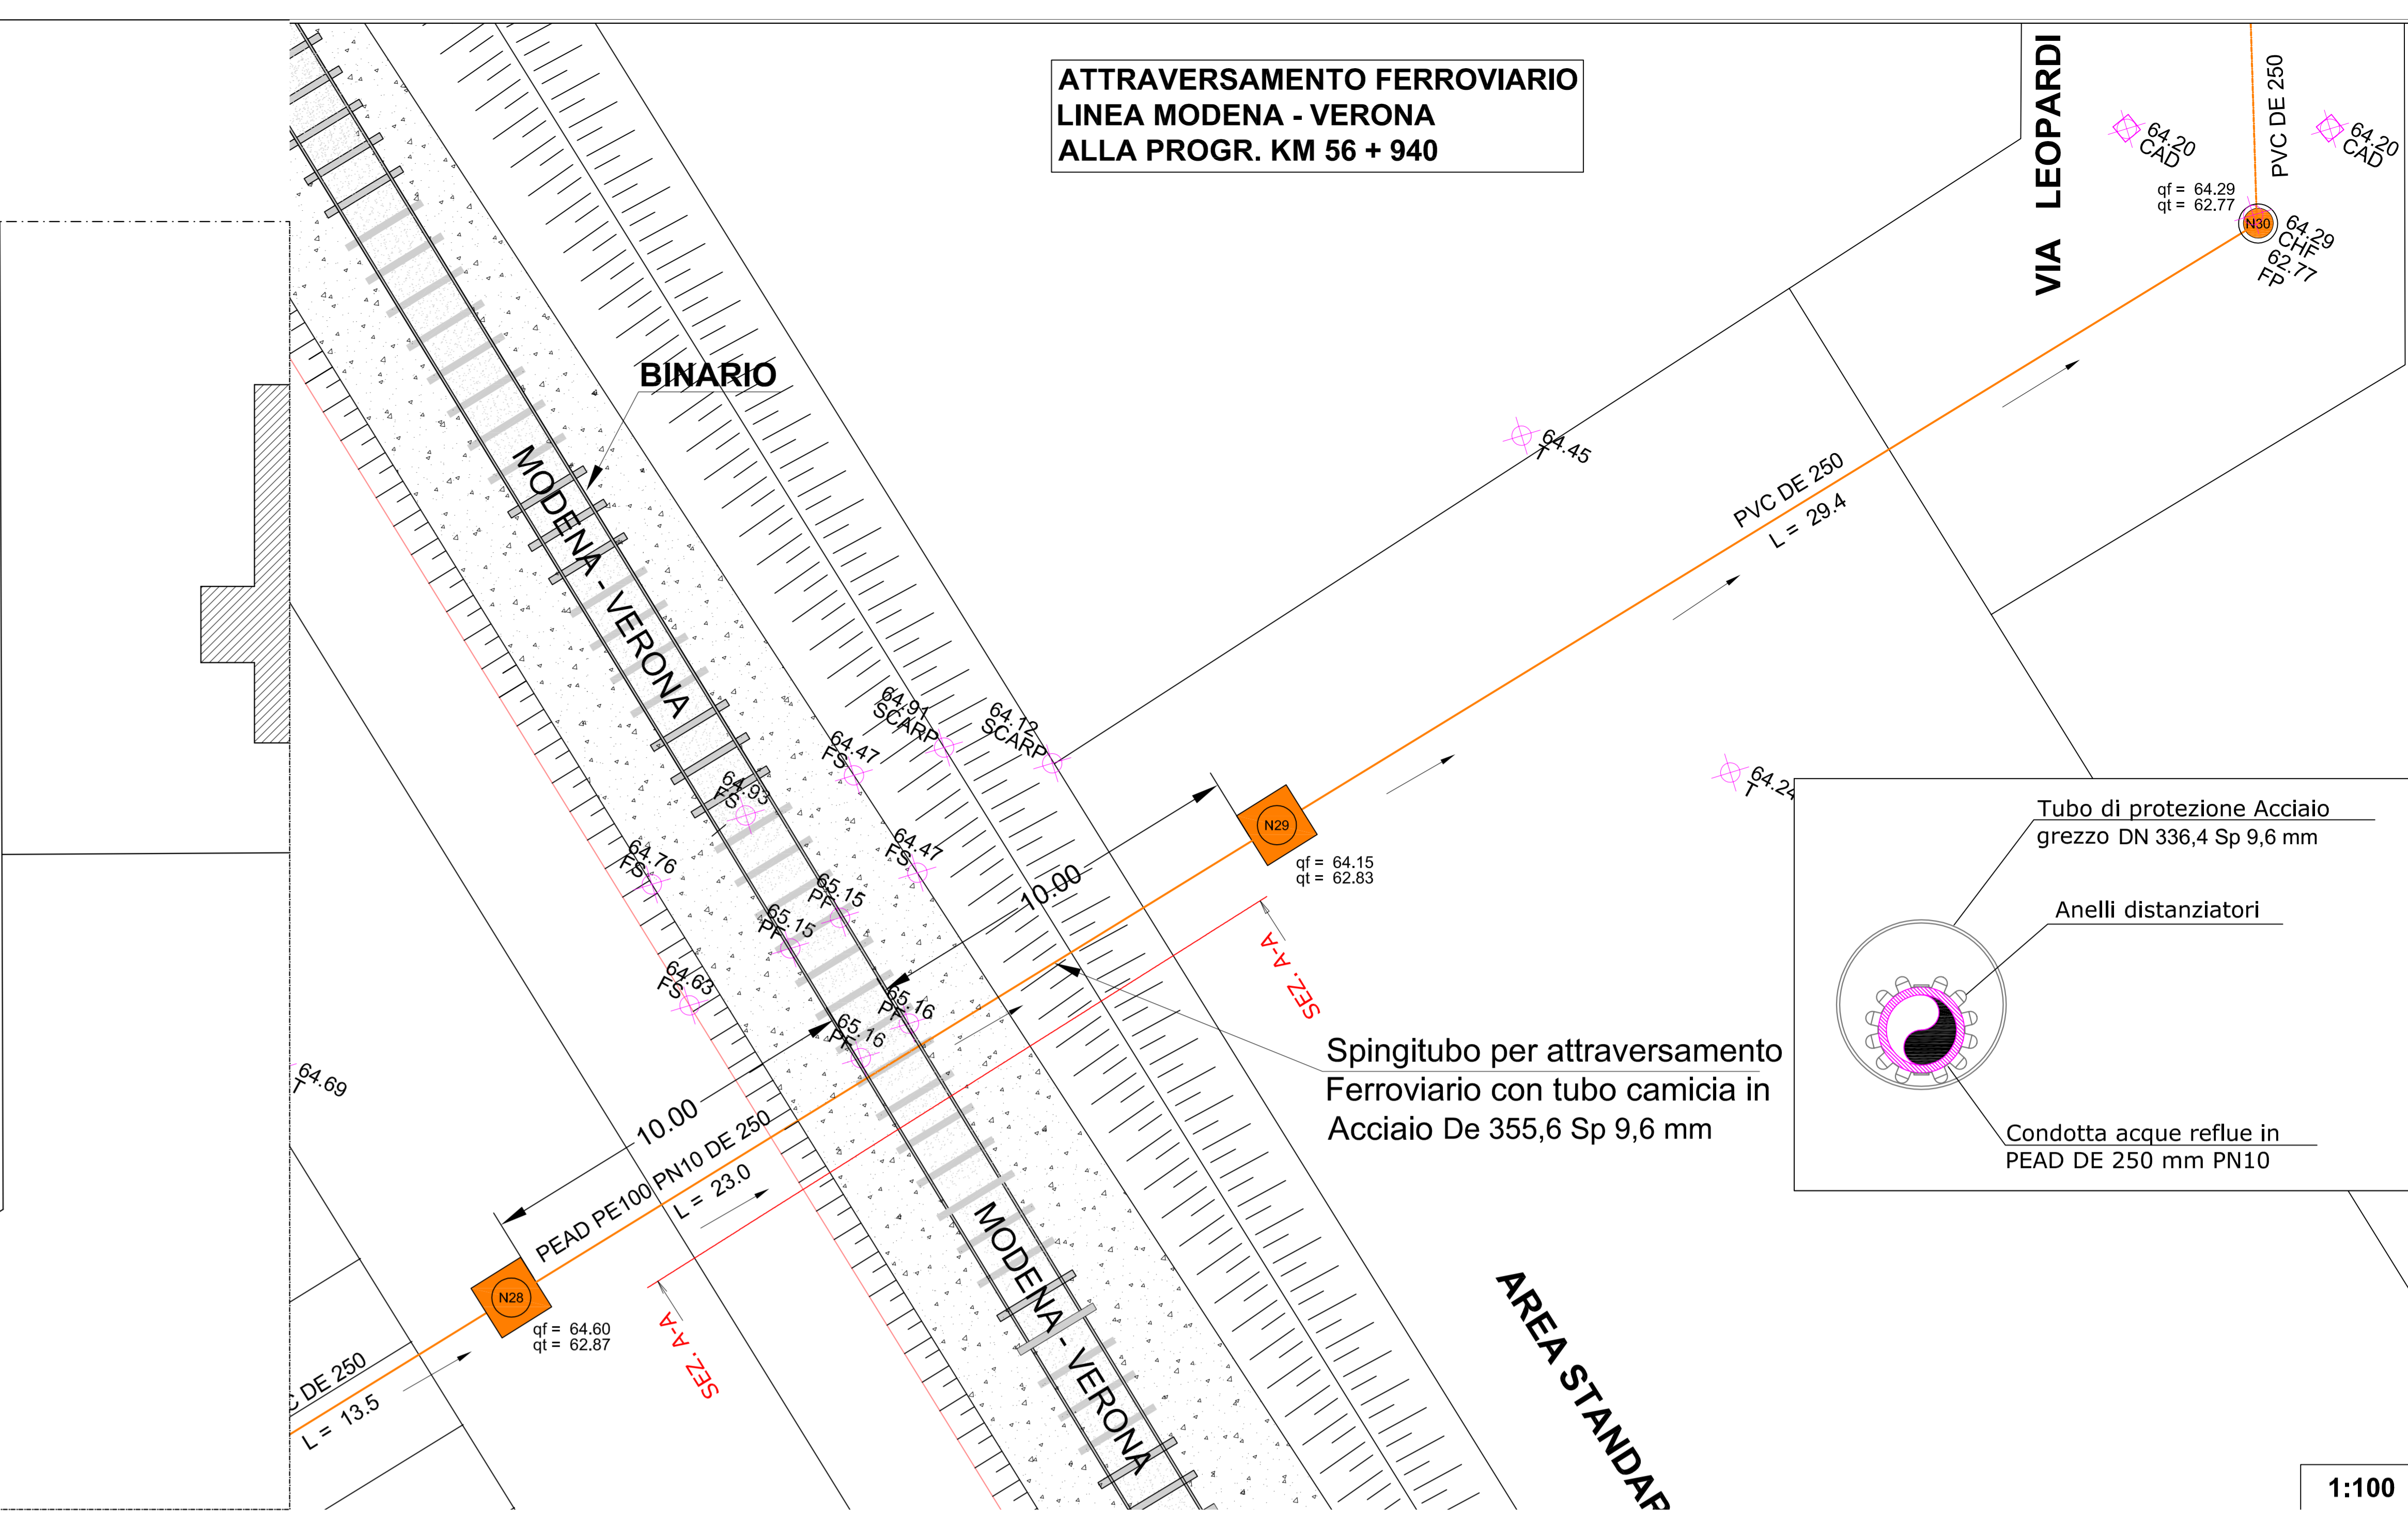 ATTRAVERSAMENTO FERROVIARIO
LINEA MODENA - VERONA
ALLA PROGR. KM 56 + 940
VIA LEOPARDI
PVC DE 250
64.20
CAD
64.20
CAD
qf = 64.29
qt = 62.77
N30
64.29
CHF
62.77
FP
BINARIO
MODENA - VERONA
64.45
T
PVC DE 250
L = 29.4
64.91
SCARP
64.12
SCARP
64.47
FS
64.93
FS
64.76
FS
64.47
FS
65.15
PF
65.15
PF
64.63
FS
65.16
PF
65.16
PF
10.00
N29
qf = 64.15
qt = 62.83
64.24
T
SEZ. A-A
Tubo di protezione Acciaio
grezzo DN 336,4 Sp 9,6 mm
Anelli distanziatori
Condotta acque reflue in
PEAD DE 250 mm PN10
Spingitubo per attraversamento
Ferroviario con tubo camicia in
Acciaio De 355,6 Sp 9,6 mm
64.69
T
10.00
PEAD PE100 PN10 DE 250
L = 23.0
N28
qf = 64.60
qt = 62.87
SEZ. A-A
MODENA - VERONA
AREA STANDAR
C DE 250
L = 13.5
1:100